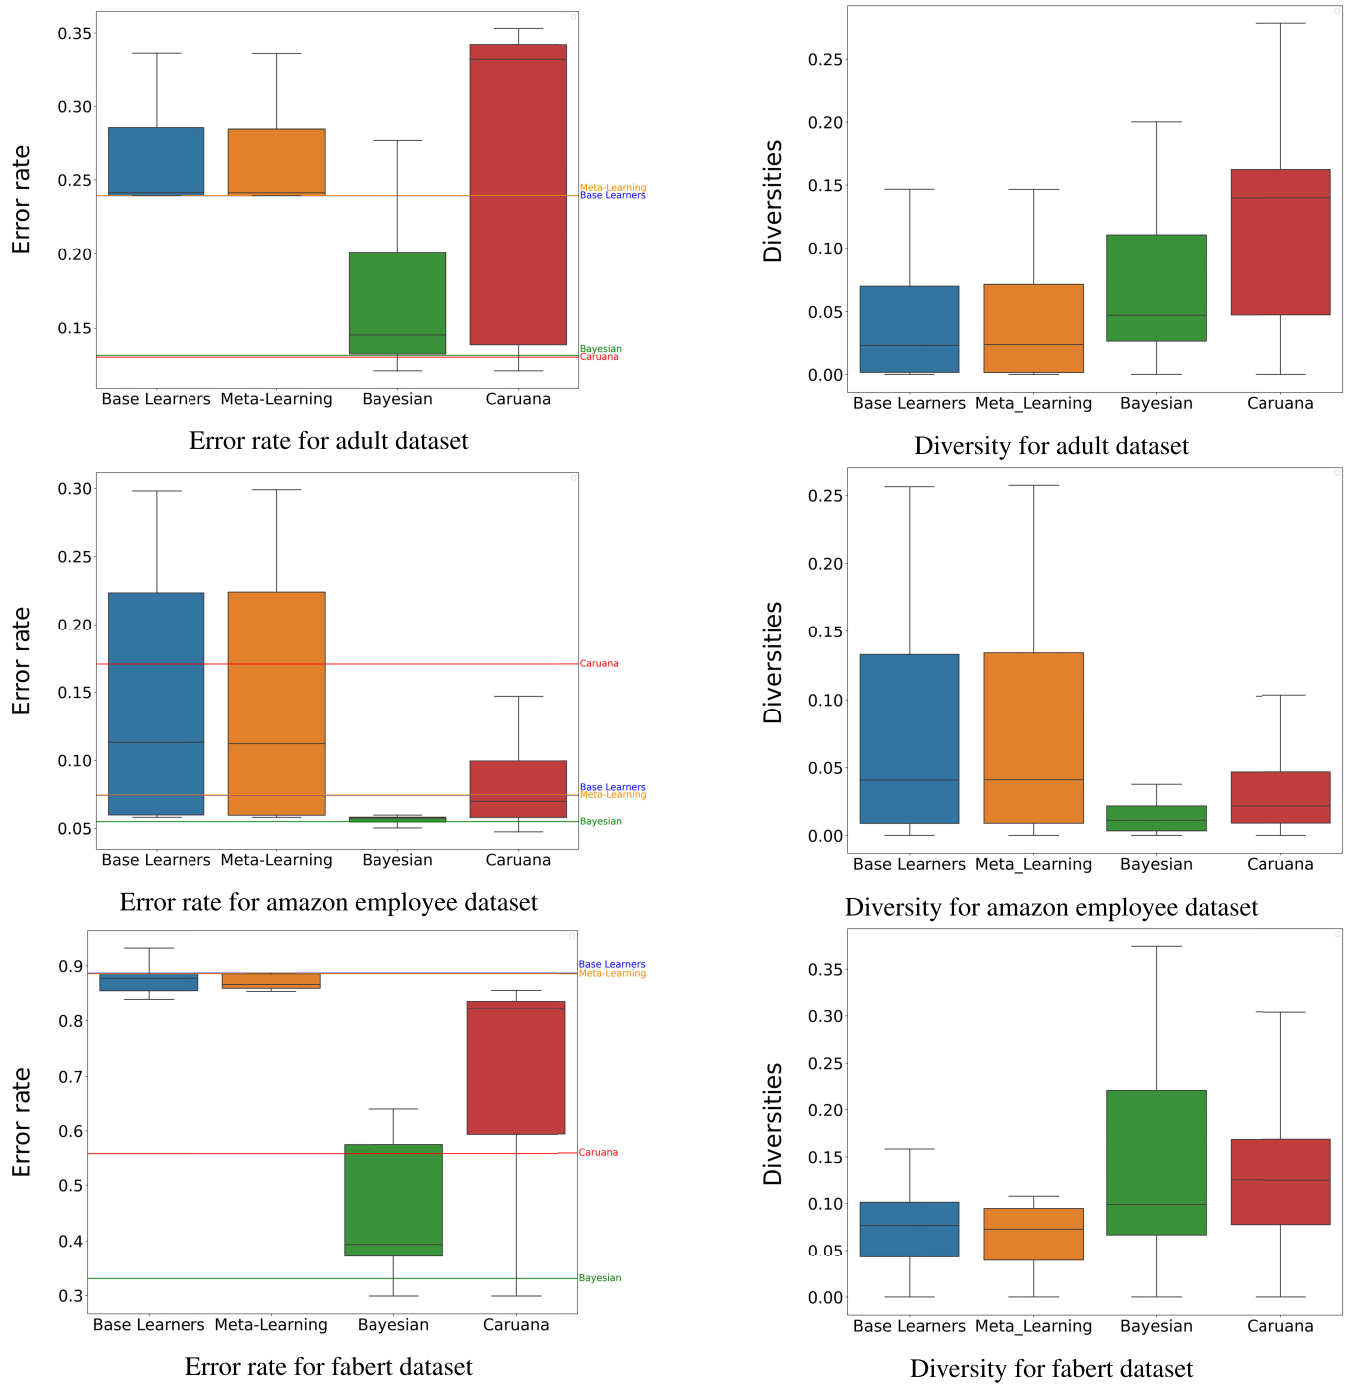 Error rate
0.35
0.30
0.25
0.20
0.15
Meta-Learning
Base Learners
Bayesian
Caruana
Base Learners Meta-Learning Bayesian Caruana
Error rate for adult dataset
Diversities
0.25
0.20
0.15
0.10
0.05
0.00
Base Learners Meta_Learning Bayesian Caruana
Diversity for adult dataset
Error rate
0.30
0.25
0.20
0.15
0.10
0.05
Caruana
Base Learners
Meta-Learning
Bayesian
Base Learners Meta-Learning Bayesian Caruana
Error rate for amazon employee dataset
Diversities
0.25
0.20
0.15
0.10
0.05
0.00
Base Learners Meta_Learning Bayesian Caruana
Diversity for amazon employee dataset
Error rate
0.9
0.8
0.7
0.6
0.5
0.4
0.3
Base Learners
Meta-Learning
Caruana
Bayesian
Base Learners Meta-Learning Bayesian Caruana
Error rate for fabert dataset
Diversities
0.35
0.30
0.25
0.20
0.15
0.10
0.05
0.00
Base Learners Meta_Learning Bayesian Caruana
Diversity for fabert dataset